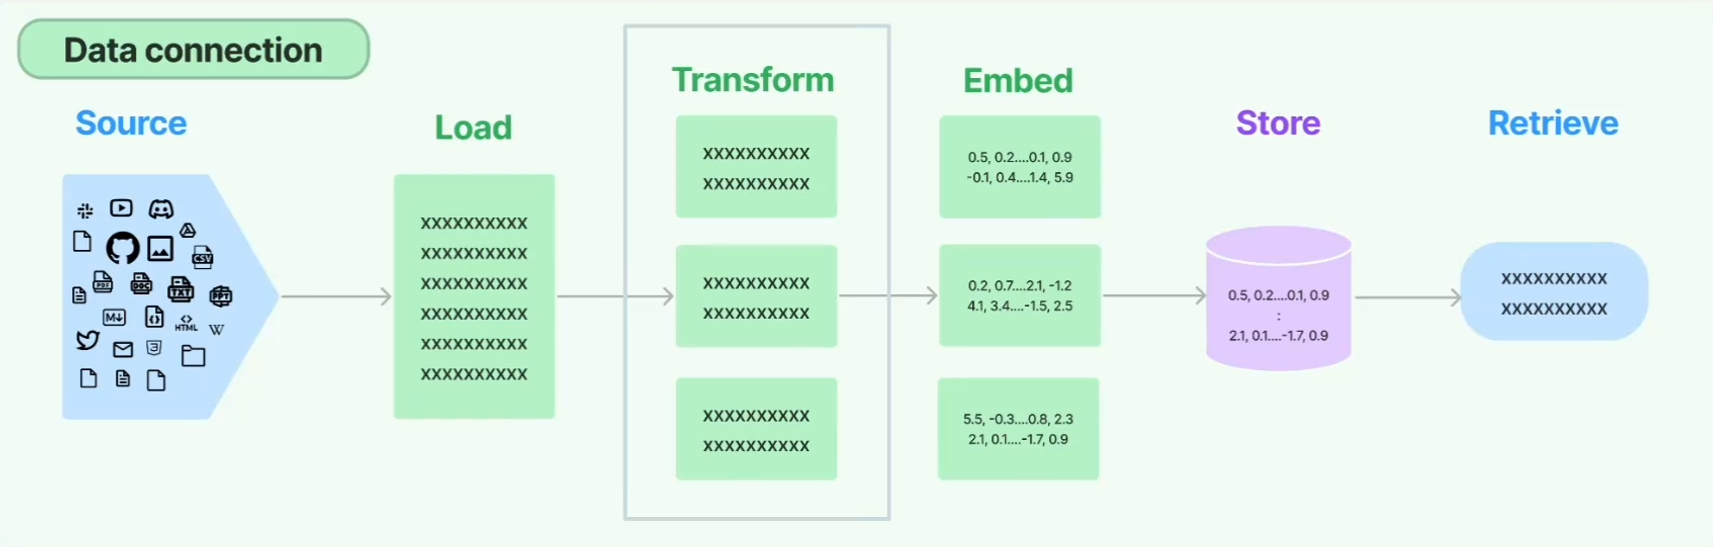 Data connection
Source
Load
Transform
Embed
Store
Retrieve
CSV
PDF
DOC
TXT
PPT
M↓
HTML
W
XXXXXXXXXX
XXXXXXXXXX
XXXXXXXXXX
XXXXXXXXXX
XXXXXXXXXX
XXXXXXXXXX
XXXXXXXXXX
XXXXXXXXXX
XXXXXXXXXX
XXXXXXXXXX
XXXXXXXXXX
XXXXXXXXXX
0.5, 0.2....0.1, 0.9
-0.1, 0.4....1.4, 5.9
0.2, 0.7....2.1, -1.2
4.1, 3.4....-1.5, 2.5
5.5, -0.3....0.8, 2.3
2.1, 0.1....-1.7, 0.9
0.5, 0.2....0.1, 0.9
:
2.1, 0.1....-1.7, 0.9
XXXXXXXXXX
XXXXXXXXXX